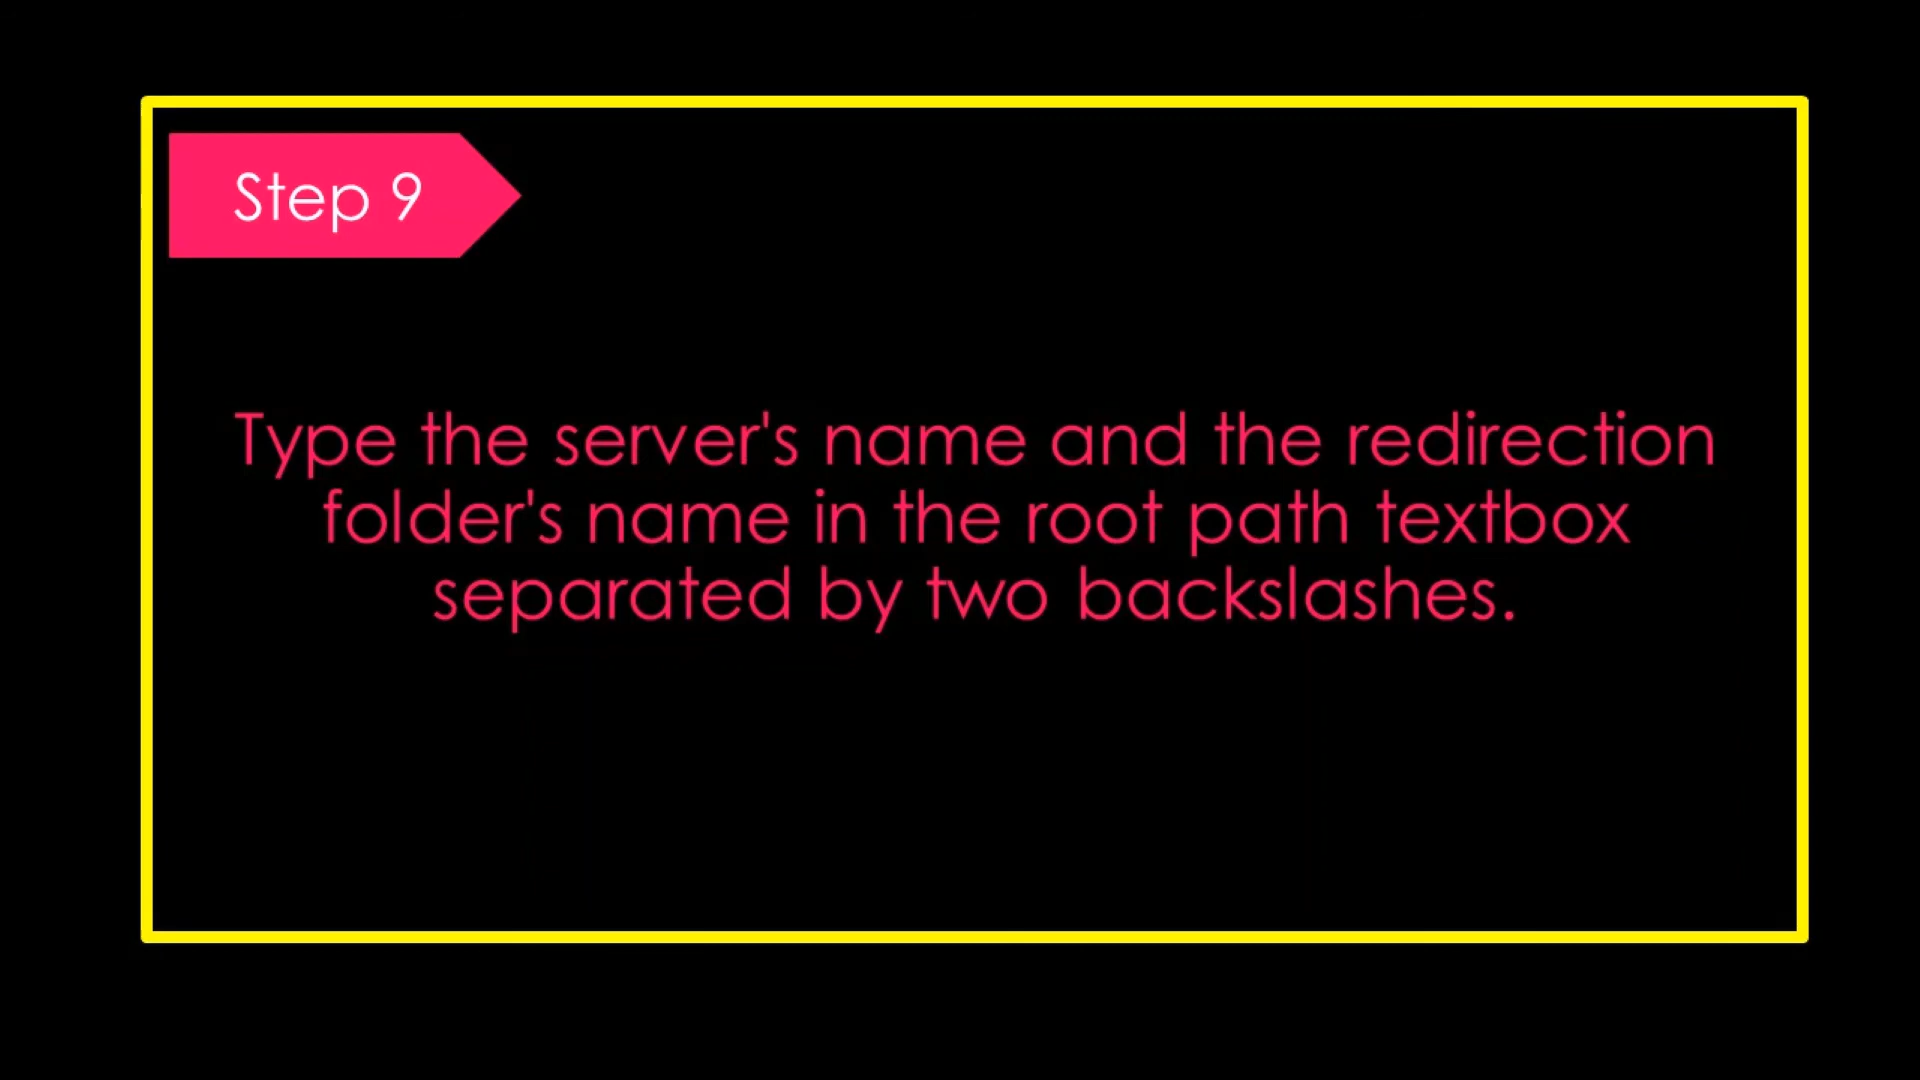 Step 9
Type the server's name and the redirection
folder's name in the root path textbox
separated by two backslashes.